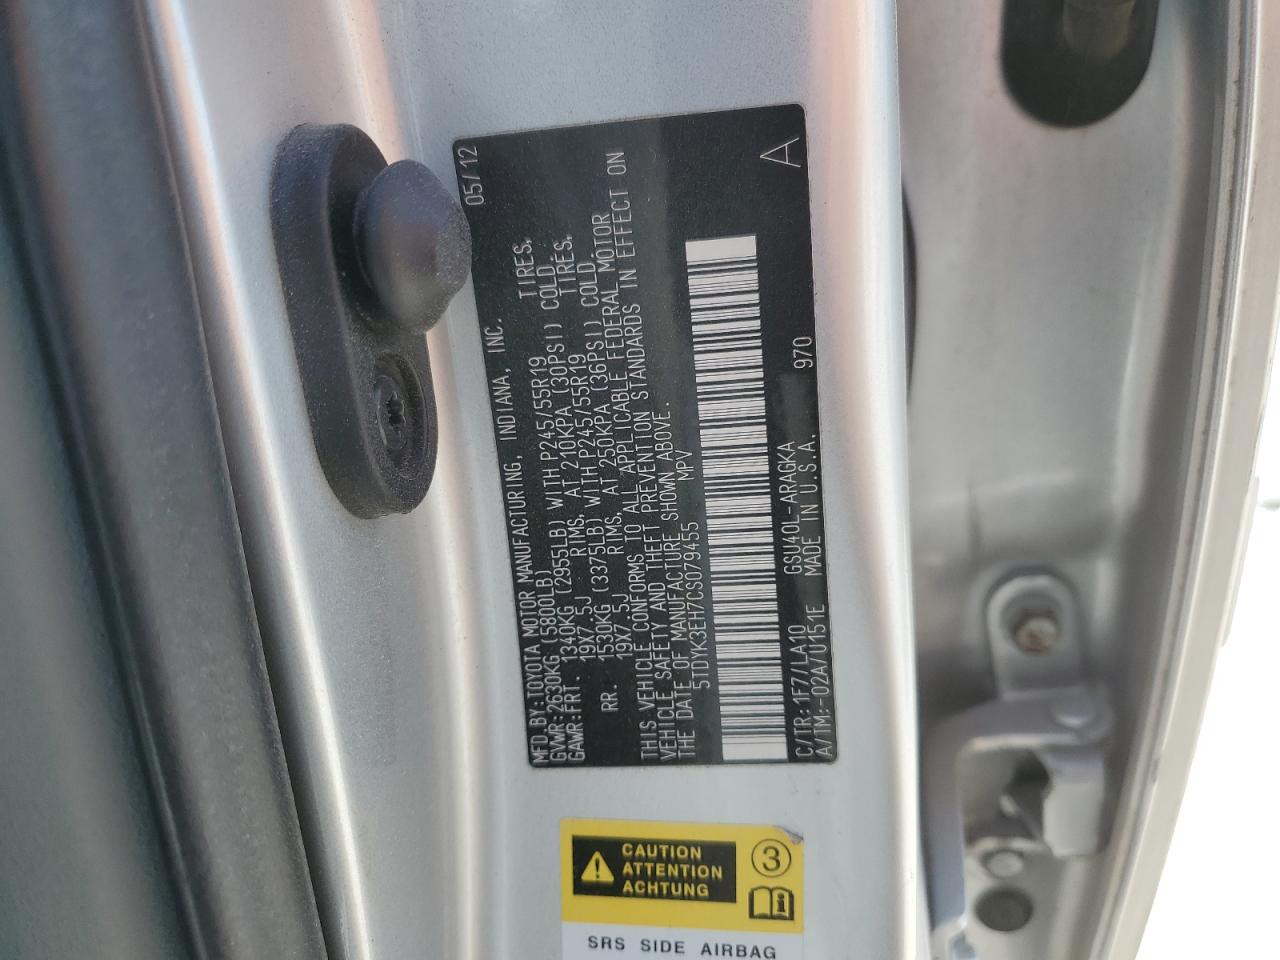 MFD. BY: TOYOTA MOTOR MANUFACTURING, INDIANA, INC. 05/12
GVWR: 2630KG (5800LB)
GAWR: FRT. 1340KG (2955LB) WITH P245/55R19 TIRES,
19X7.5J RIMS, AT 210KPA (30PSI) COLD.
RR. 1530KG (3375LB) WITH P245/55R19 TIRES,
19X7.5J RIMS, AT 250KPA (36PSI) COLD.
THIS VEHICLE CONFORMS TO ALL APPLICABLE FEDERAL MOTOR
VEHICLE SAFETY AND THEFT PREVENTION STANDARDS IN EFFECT ON
THE DATE OF MANUFACTURE SHOWN ABOVE.
5TDYK3EH7CS079455 MPV
A
C/TR: 1F7/LA10 GSU40L-ARAGKA 970
A/TM: -02A/U151E MADE IN U.S.A.
CAUTION
ATTENTION
ACHTUNG
3
i
SRS SIDE AIRBAG